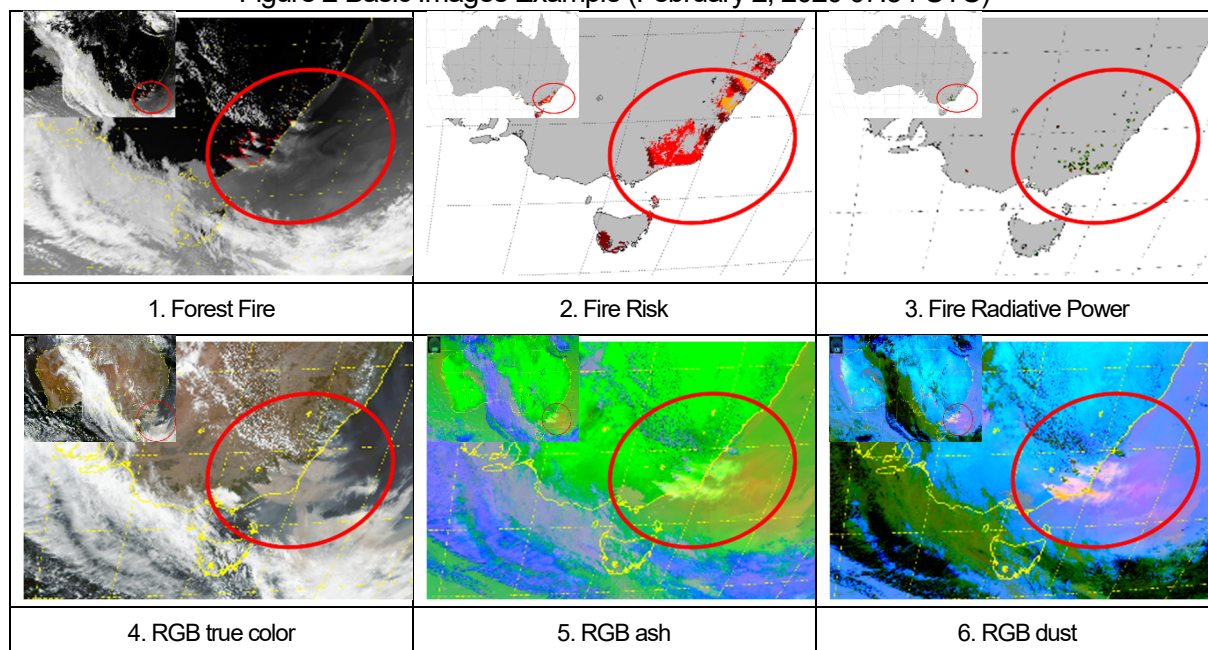 Figure 2 Basic Images Example (February 2, 2020 UTC)
1. Forest Fire
2. Fire Risk
3. Fire Radiative Power
4. RGB true color
5. RGB ash
6. RGB dust